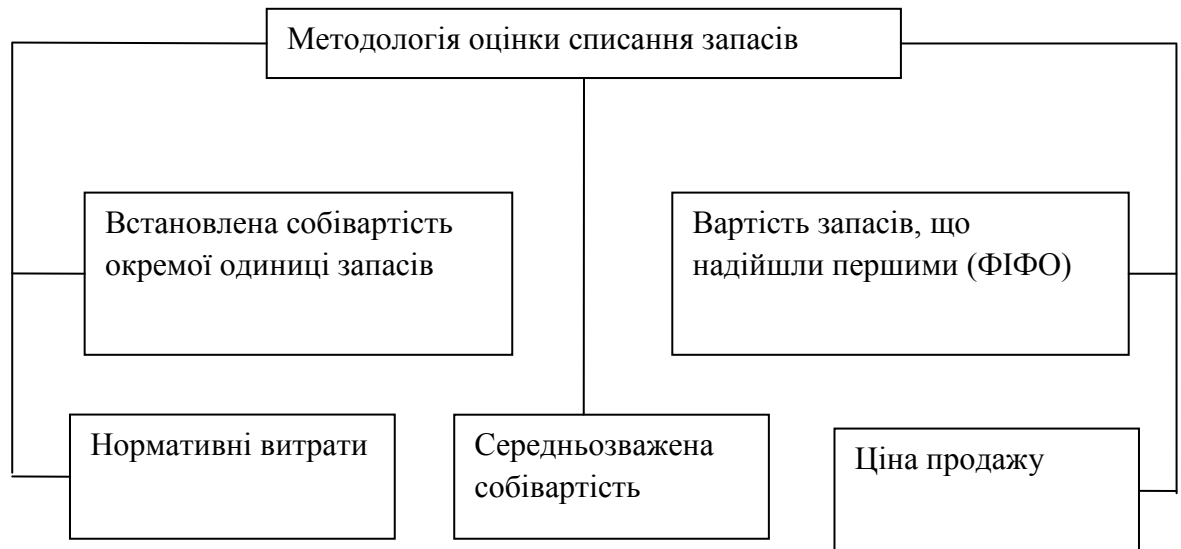 Методологія оцінки списання запасів
Встановлена собівартість
окремої одиниці запасів
Вартість запасів, що
надійшли першими (ФІФО)
Нормативні витрати
Середньозважена
собівартість
Ціна продажу